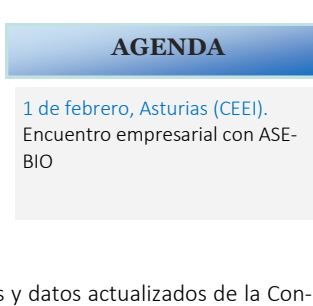 AGENDA
1 de febrero, Asturias (CEEI).
Encuentro empresarial con ASE-
BIO
s y datos actualizados de la Con-